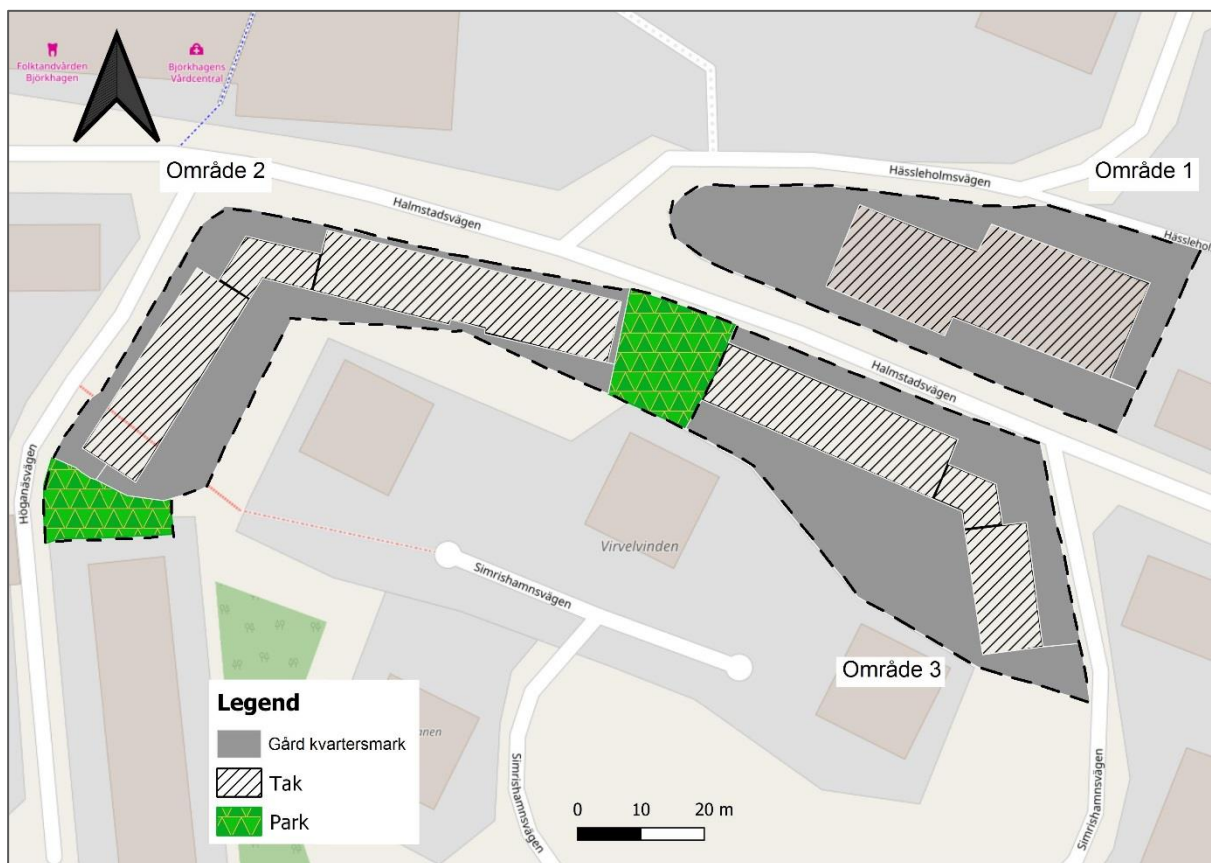 Folktandvården
Björkhagen
Björkhagens
Vårdcentral
Område 2
Område 1
Hässleholmsvägen
Halmstadsvägen
Hässleho
Halmstadsvägen
Höganäsvägen
Virvelvinden
Simrishamnsvägen
Område 3
Simrishamnsvägen
Simrishamnsvägen
anen
Legend
Gård kvartersmark
Tak
Park
0 10 20 m